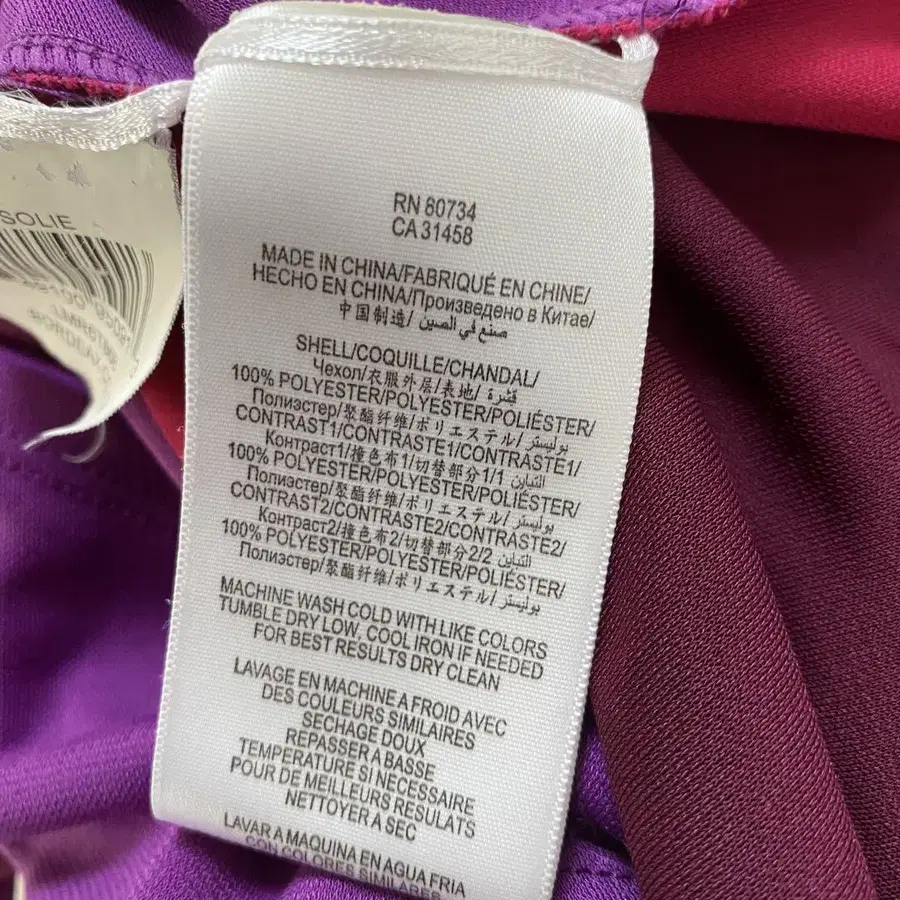 RN 80734
CA 31458
MADE IN CHINA/FABRIQUÉ EN CHINE/
HECHO EN CHINA/Произведено в Китае/
中国制造/ صنع في الصين
SHELL/COQUILLE/CHANDAL/
Чехол/衣服外层/表地/ قشرة
100% POLYESTER/POLYESTER/POLIÉSTER/
Полиэстер/聚酯纤维/ポリエステル/ بوليستر
CONTRAST1/CONTRASTE1/CONTRASTE1/
Контраст1/撞色布1/切替部分1/1 التباين
100% POLYESTER/POLYESTER/POLIÉSTER/
Полиэстер/聚酯纤维/ポリエステル/ بوليستر
CONTRAST2/CONTRASTE2/CONTRASTE2/
Контраст2/撞色布2/切替部分2/2 التباين
100% POLYESTER/POLYESTER/POLIÉSTER/
Полиэстер/聚酯纤维/ポリエステル/ بوليستر
MACHINE WASH COLD WITH LIKE COLORS
TUMBLE DRY LOW, COOL IRON IF NEEDED
FOR BEST RESULTS DRY CLEAN
LAVAGE EN MACHINE A FROID AVEC
DES COULEURS SIMILAIRES
SECHAGE DOUX
REPASSER A BASSE
TEMPERATURE SI NECESSAIRE
POUR DE MEILLEURS RESULATS
NETTOYER A SEC
LAVAR A MAQUINA EN AGUA FRIA
CON COLORES SIMILARES
SOLIE